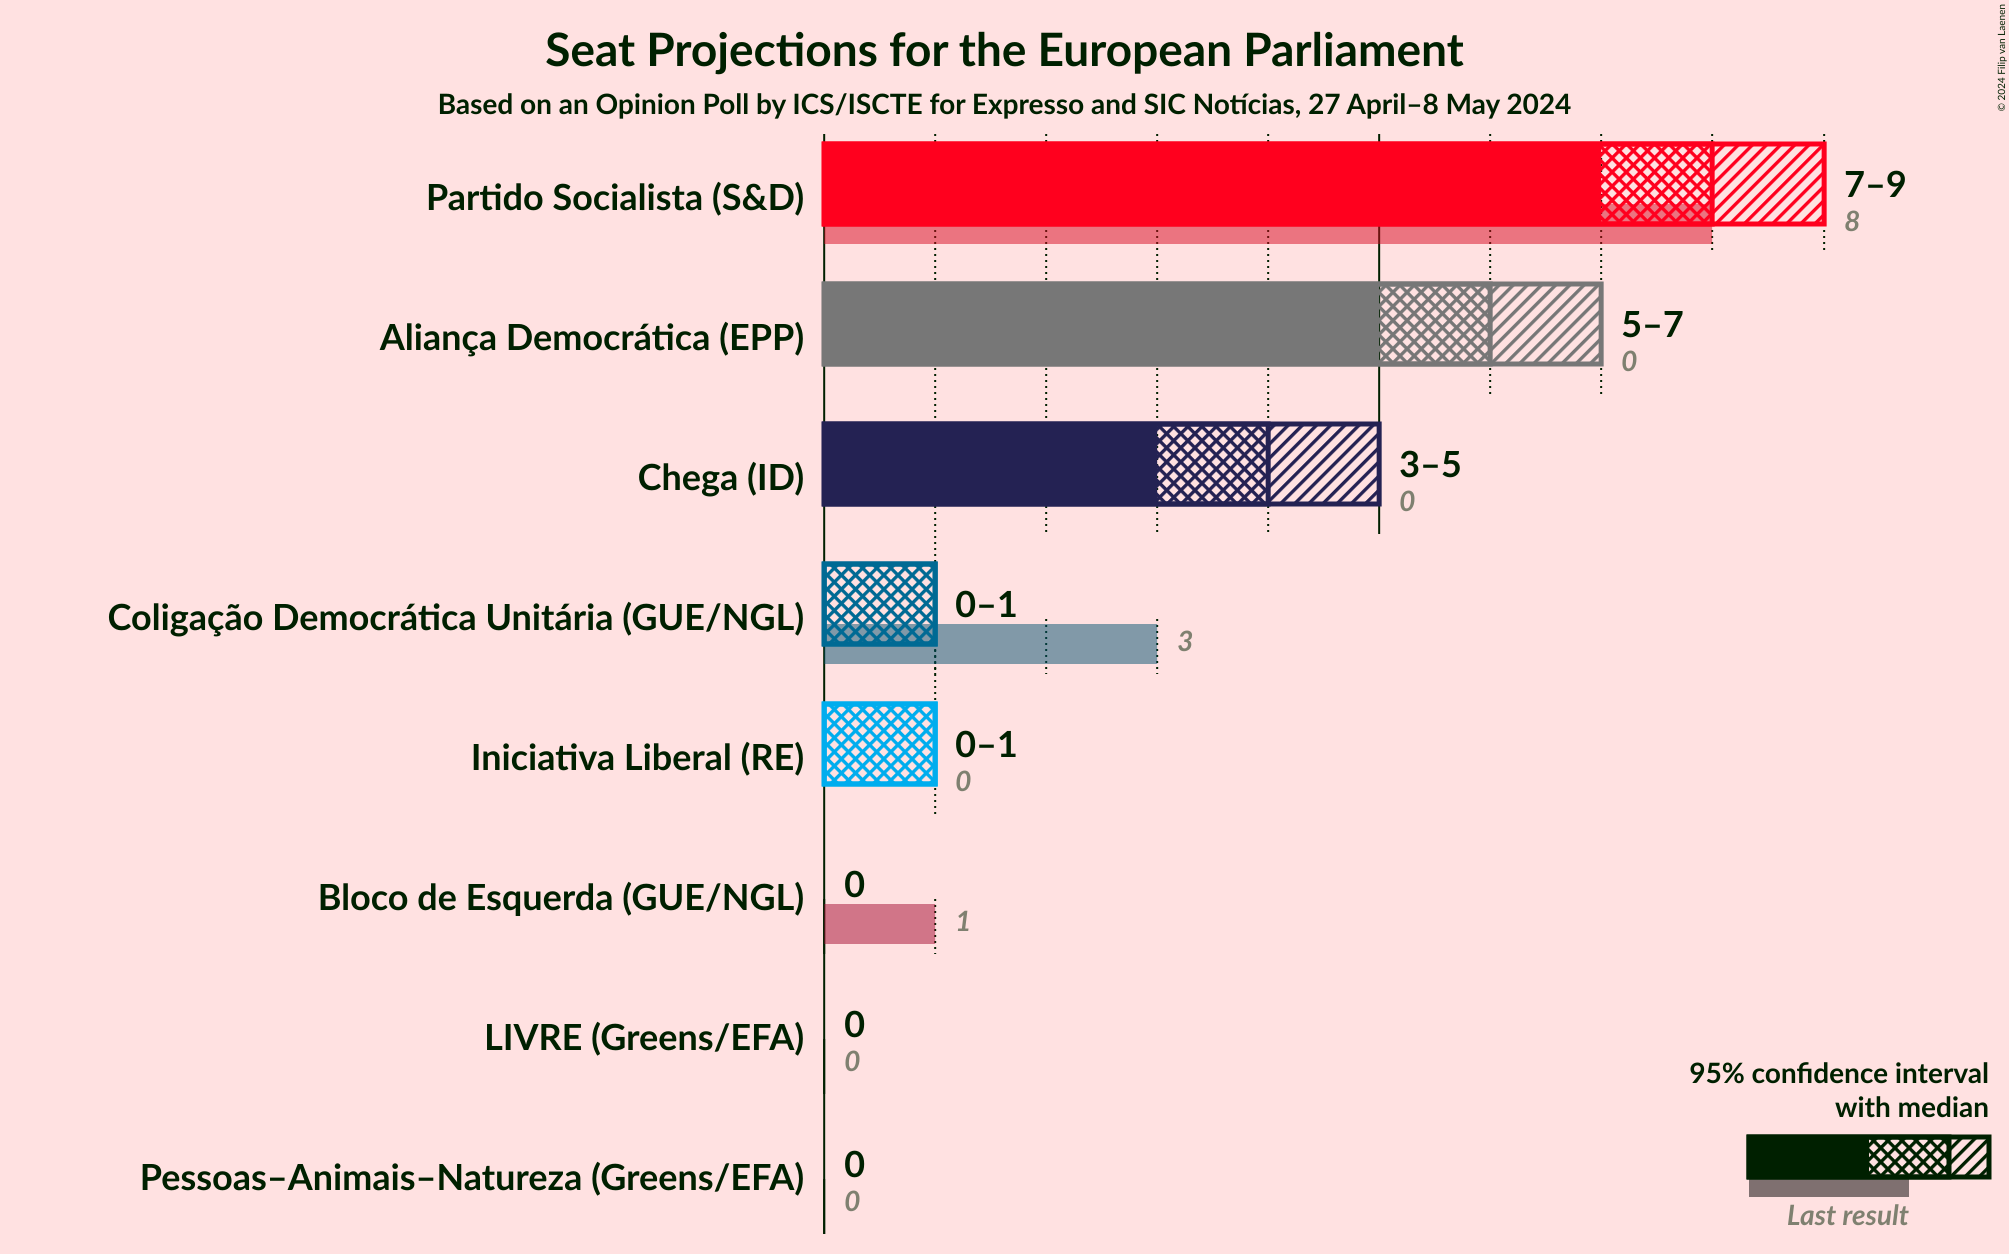 Seat Projections for the European Parliament
Based on an Opinion Poll by ICS/ISCTE for Expresso and SIC Notícias, 27 April–8 May 2024
© 2024 Filip van Laenen
Partido Socialista (S&D)
7–9
8
Aliança Democrática (EPP)
5–7
0
Chega (ID)
3–5
0
Coligação Democrática Unitária (GUE/NGL)
0–1
3
Iniciativa Liberal (RE)
0–1
0
Bloco de Esquerda (GUE/NGL)
0
1
LIVRE (Greens/EFA)
0
0
Pessoas–Animais–Natureza (Greens/EFA)
0
0
95% confidence interval
with median
Last result